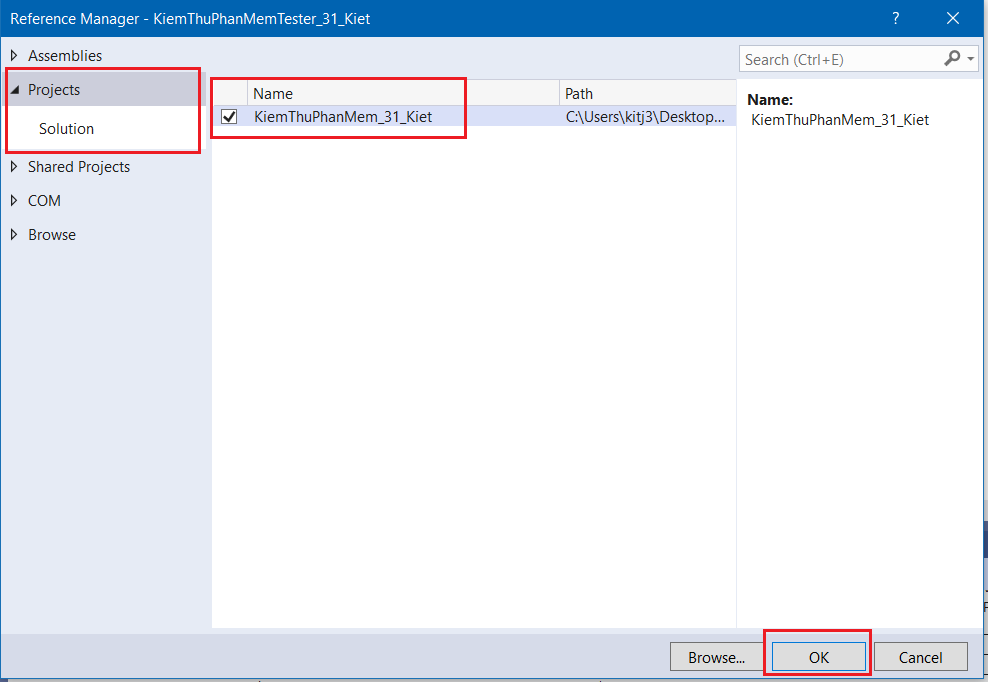 Reference Manager - KiemThuPhanMemTester_31_Kiet
?
Assemblies
Projects
Solution
Shared Projects
COM
Browse
Name Path
KiemThuPhanMem_31_Kiet C:\Users\kitj3\Desktop...
Search (Ctrl+E)
Name:
KiemThuPhanMem_31_Kiet
Browse... OK Cancel